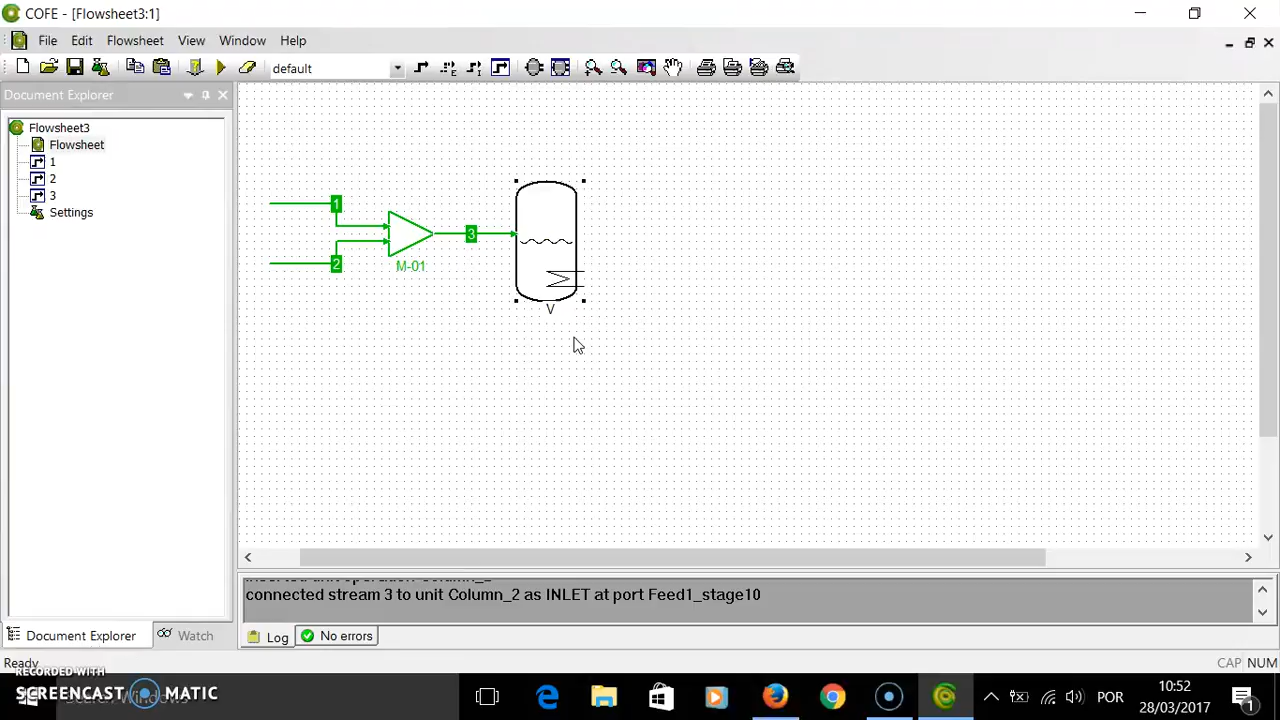 COFE - [Flowsheet3:1]
File Edit Flowsheet View Window Help
default
Document Explorer
Flowsheet3
Flowsheet
1
2
3
Settings
1
2
3
M-01
V
connected stream 3 to unit Column_2 as INLET at port Feed1_stage10
Document Explorer
Watch
Log
No errors
Ready
CAP NUM
RECORDED WITH
SCREENCAST MATIC
POR
10:52
28/03/2017
1